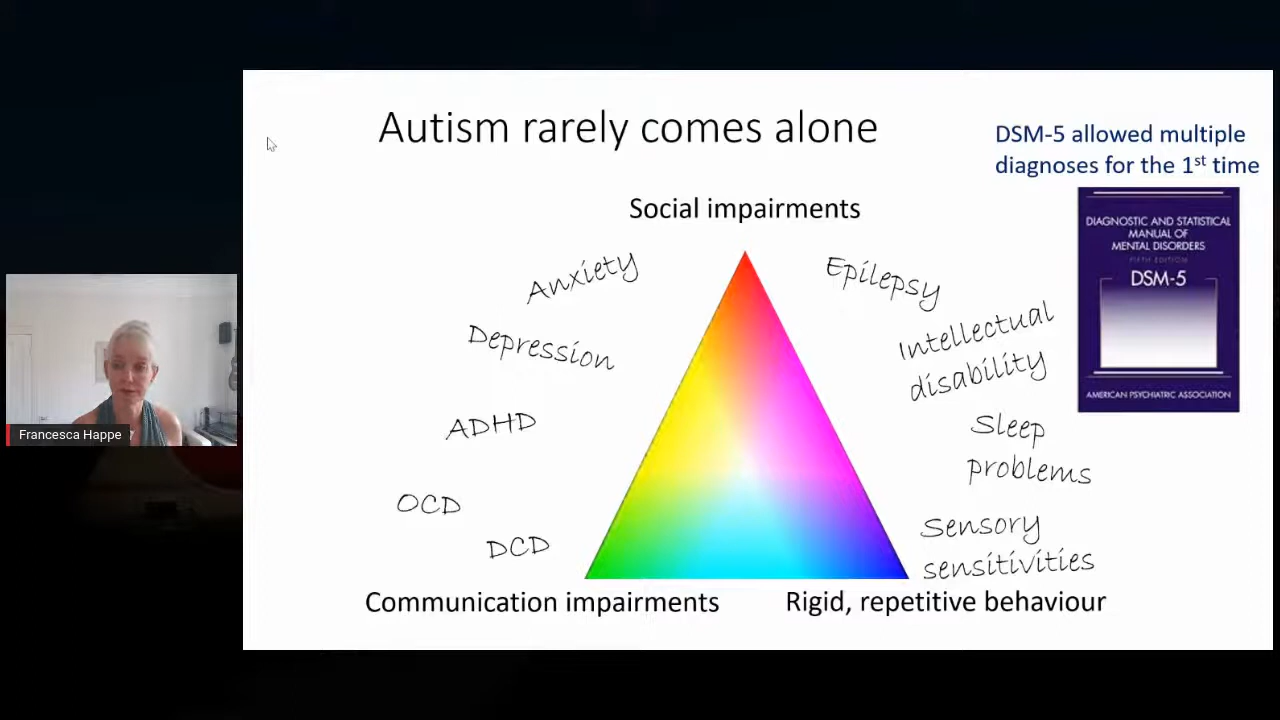 Autism rarely comes alone
DSM-5 allowed multiple
diagnoses for the 1st time
Social impairments
DIAGNOSTIC AND STATISTICAL
MANUAL OF
MENTAL DISORDERS
FIFTH EDITION
DSM-5
AMERICAN PSYCHIATRIC ASSOCIATION
Anxiety
Depression
ADHD
OCD
DCD
Epilepsy
Intellectual
disability
Sleep
problems
Sensory
sensitivities
Communication impairments
Rigid, repetitive behaviour
Francesca Happe